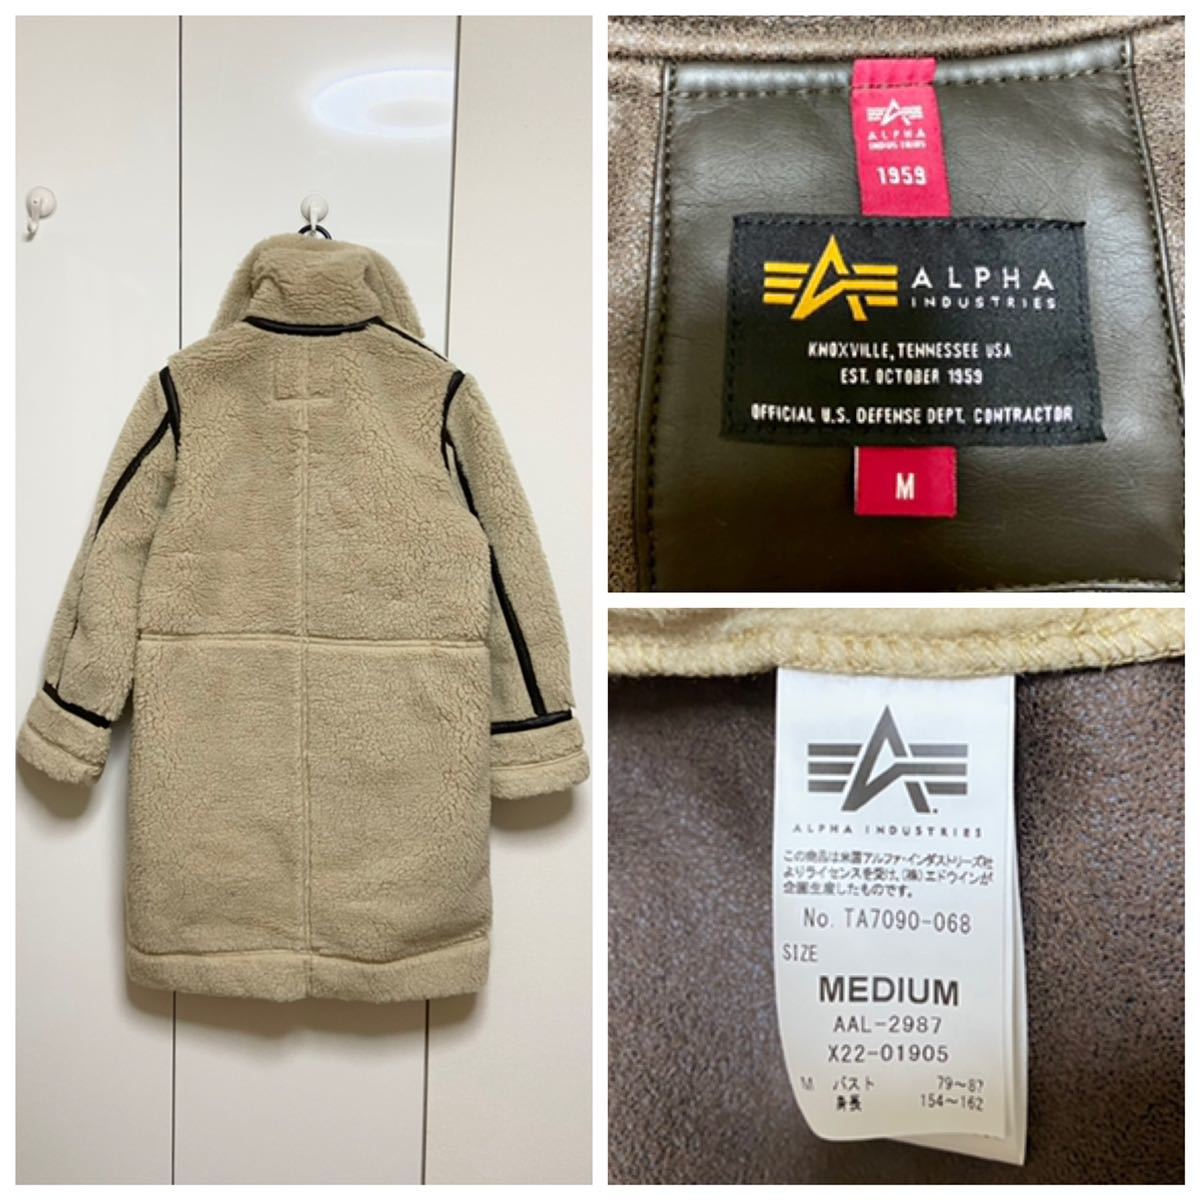 ALPHA
INDUSTRIES
1959
ALPHA
INDUSTRIES
KNOXVILLE, TENNESSEE USA
EST. OCTOBER 1959
OFFICIAL U.S. DEFENSE DEPT. CONTRACTOR
M
ALPHA INDUSTRIES
この商品は米国アルファ・インダストリーズ社
よりライセンスを受け、(株)エドウインが
企画生産したものです。
No. TA7090-068
SIZE
MEDIUM
AAL-2987
X22-01905
M バスト 79〜87
身長 154〜162